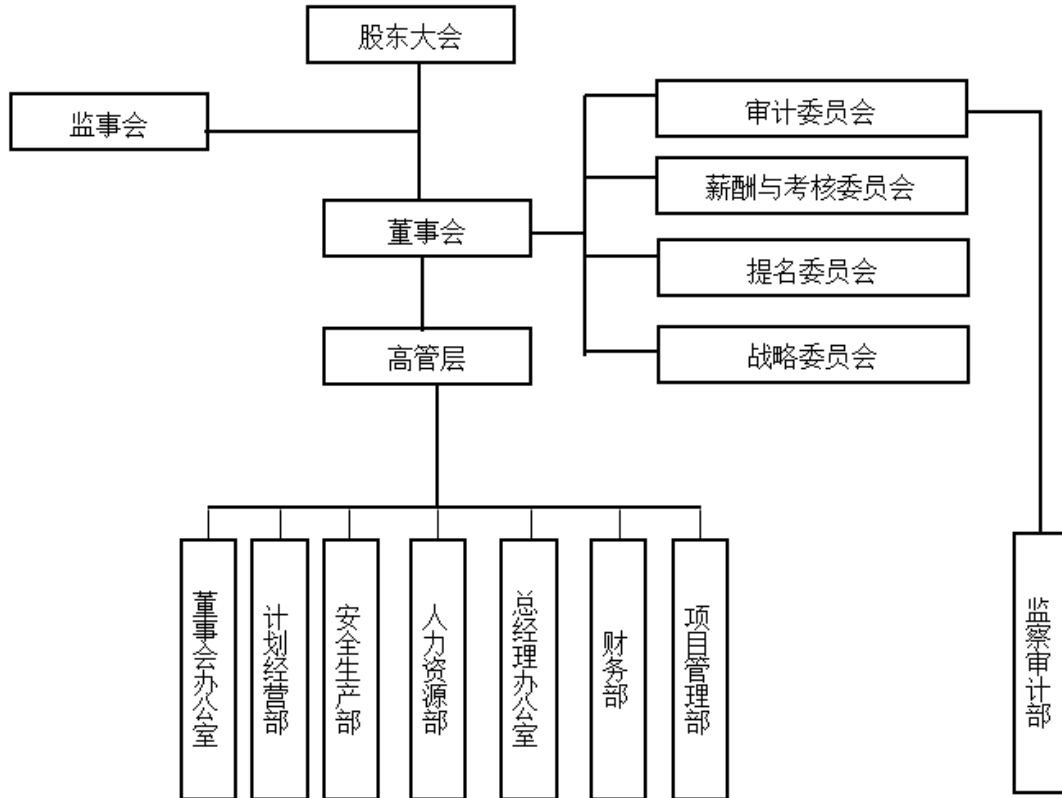 股东大会
监事会
审计委员会
薪酬与考核委员会
董事会
提名委员会
高管层
战略委员会
董事会办公室
计划经营部
安全生产部
人力资源部
总经理办公室
财务部
项目管理部
监察审计部